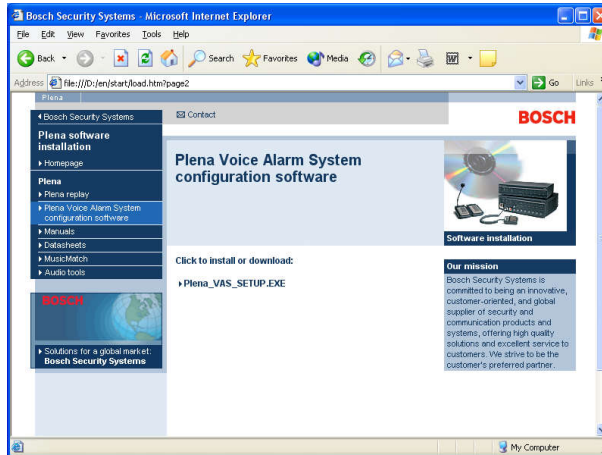 Bosch Security Systems - Microsoft Internet Explorer
File Edit View Favorites Tools Help
Back Search Favorites Media
Address file:///D:/en/start/load.htm?page2 Go Links
Plena
Bosch Security Systems
Contact
BOSCH
Plena software
installation
Homepage
Plena
Plena replay
Plena Voice Alarm System
configuration software
Manuals
Datasheets
MusicMatch
Audio tools
BOSCH
Solutions for a global market:
Bosch Security Systems
Plena Voice Alarm System
configuration software
Click to install or download:
Plena_VAS_SETUP.EXE
Software installation
Our mission
Bosch Security Systems is
committed to being an innovative,
customer-oriented, and global
supplier of security and
communication products and
systems, offering high quality
solutions and excellent service to
customers. We strive to be the
customer's preferred partner.
My Computer